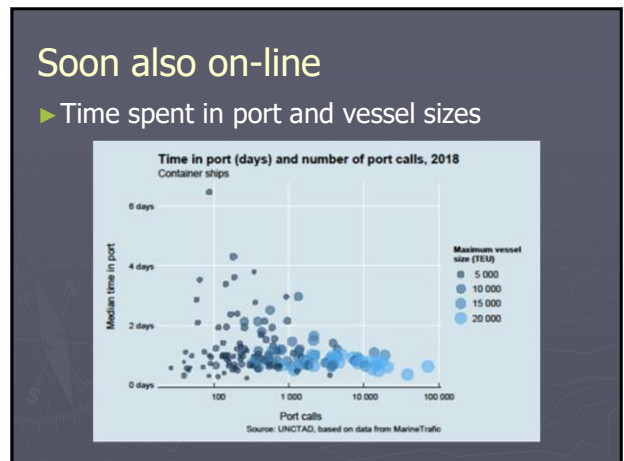 Soon also on-line
►Time spent in port and vessel sizes
Time in port (days) and number of port calls, 2018
Container ships
6 days
4 days
2 days
0 days
Median time in port
100
1 000
10 000
100 000
Port calls
Source: UNCTAD, based on data from MarineTrafic
Maximum vessel
size (TEU)
5 000
10 000
15 000
20 000
N
S